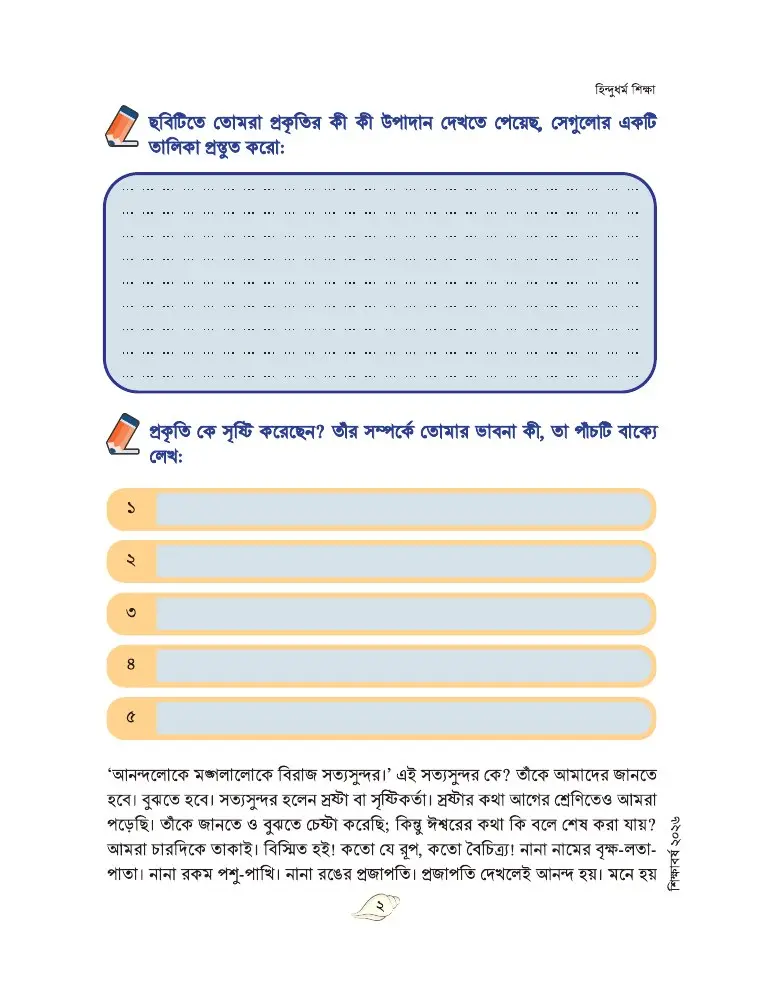 হিন্দুধর্ম শিক্ষা
ছবিটিতে তোমরা প্রকৃতির কী কী উপাদান দেখতে পেয়েছ, সেগুলোর একটি
তালিকা প্রস্তুত করো:
প্রকৃতি কে সৃষ্টি করেছেন? তাঁর সম্পর্কে তোমার ভাবনা কী, তা পাঁচটি বাক্যে
লেখ:
১
২
৩
৪
৫
‘আনন্দলোকে মঙ্গলালোকে বিরাজ সত্যসুন্দর।’ এই সত্যসুন্দর কে? তাঁকে আমাদের জানতে
হবে। বুঝতে হবে। সত্যসুন্দর হলেন স্রষ্টা বা সৃষ্টিকর্তা। স্রষ্টার কথা আগের শ্রেণিতেও আমরা
পড়েছি। তাঁকে জানতে ও বুঝতে চেষ্টা করেছি; কিন্তু ঈশ্বরের কথা কি বলে শেষ করা যায়?
আমরা চারদিকে তাকাই। বিস্মিত হই! কতো যে রূপ, কতো বৈচিত্র্য! নানা নামের বৃক্ষ-লতা-
পাতা। নানা রকম পশু-পাখি। নানা রঙের প্রজাপতি। প্রজাপতি দেখলেই আনন্দ হয়। মনে হয়
শিক্ষাবর্ষ ২০২৬
২